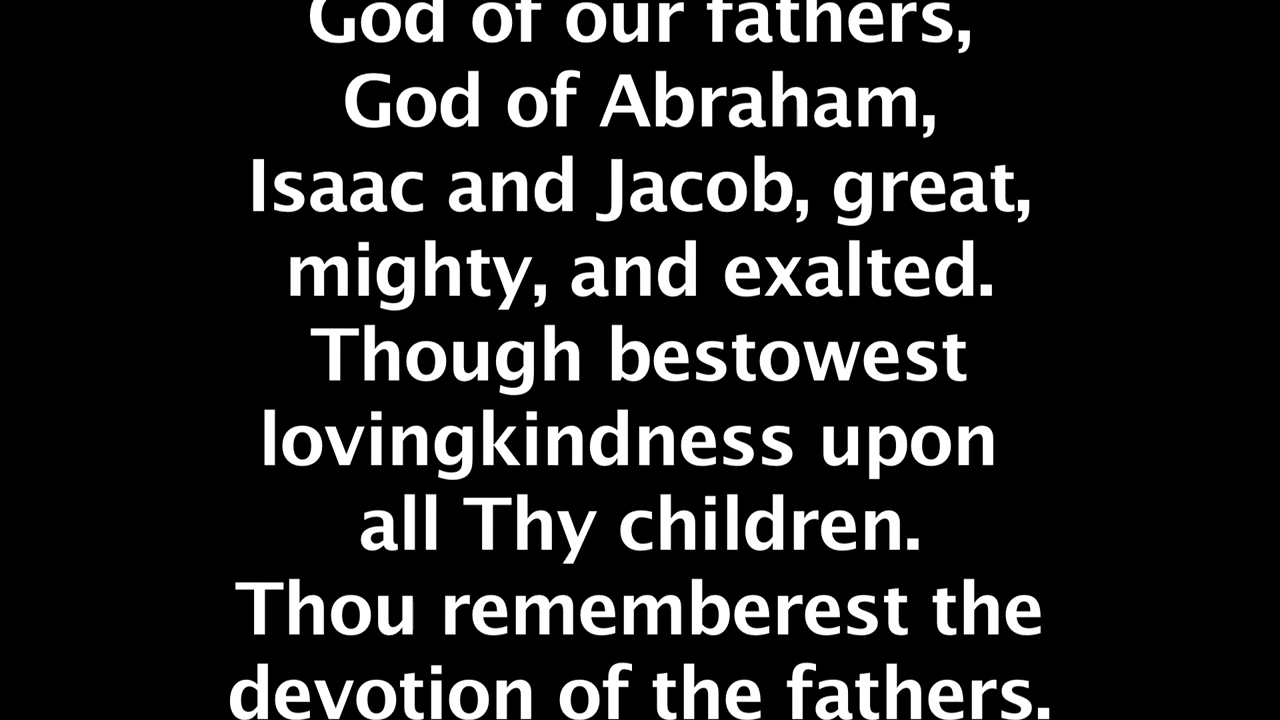 God of our fathers,
God of Abraham,
Isaac and Jacob, great,
mighty, and exalted.
Though bestowest
lovingkindness upon
all Thy children.
Thou rememberest the
devotion of the fathers.